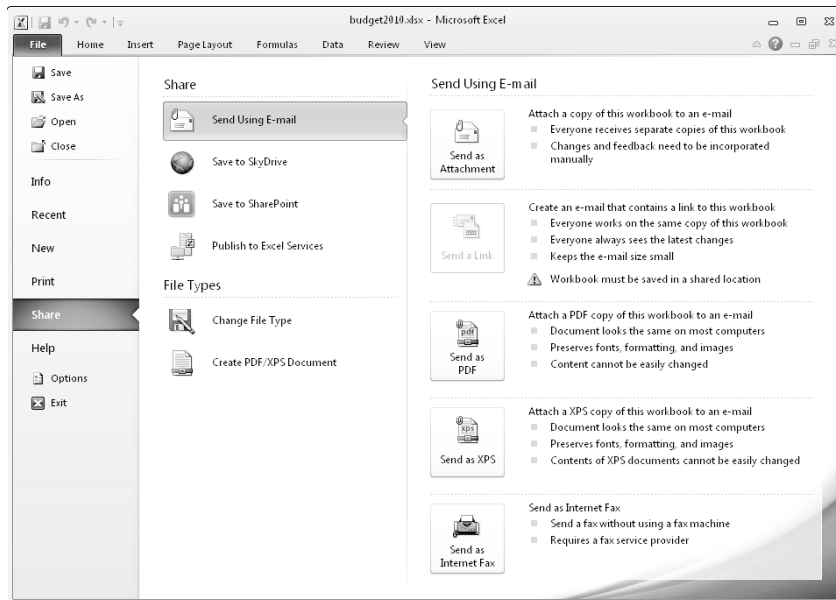 budget2010.xlsx - Microsoft Excel
File Home Insert Page Layout Formulas Data Review View
Save
Save As
Open
Close
Info
Recent
New
Print
Share
Help
Options
Exit
Share
Send Using E-mail
Save to SkyDrive
Save to SharePoint
Publish to Excel Services
File Types
Change File Type
Create PDF/XPS Document
Send Using E-mail
Send as
Attachment
Attach a copy of this workbook to an e-mail
Everyone receives separate copies of this workbook
Changes and feedback need to be incorporated
manually
Send a Link
Create an e-mail that contains a link to this workbook
Everyone works on the same copy of this workbook
Everyone always sees the latest changes
Keeps the e-mail size small
Workbook must be saved in a shared location
pdf
Send as
PDF
Attach a PDF copy of this workbook to an e-mail
Document looks the same on most computers
Preserves fonts, formatting, and images
Content cannot be easily changed
xps
Send as XPS
Attach a XPS copy of this workbook to an e-mail
Document looks the same on most computers
Preserves fonts, formatting, and images
Contents of XPS documents cannot be easily changed
Send as
Internet Fax
Send as Internet Fax
Send a fax without using a fax machine
Requires a fax service provider